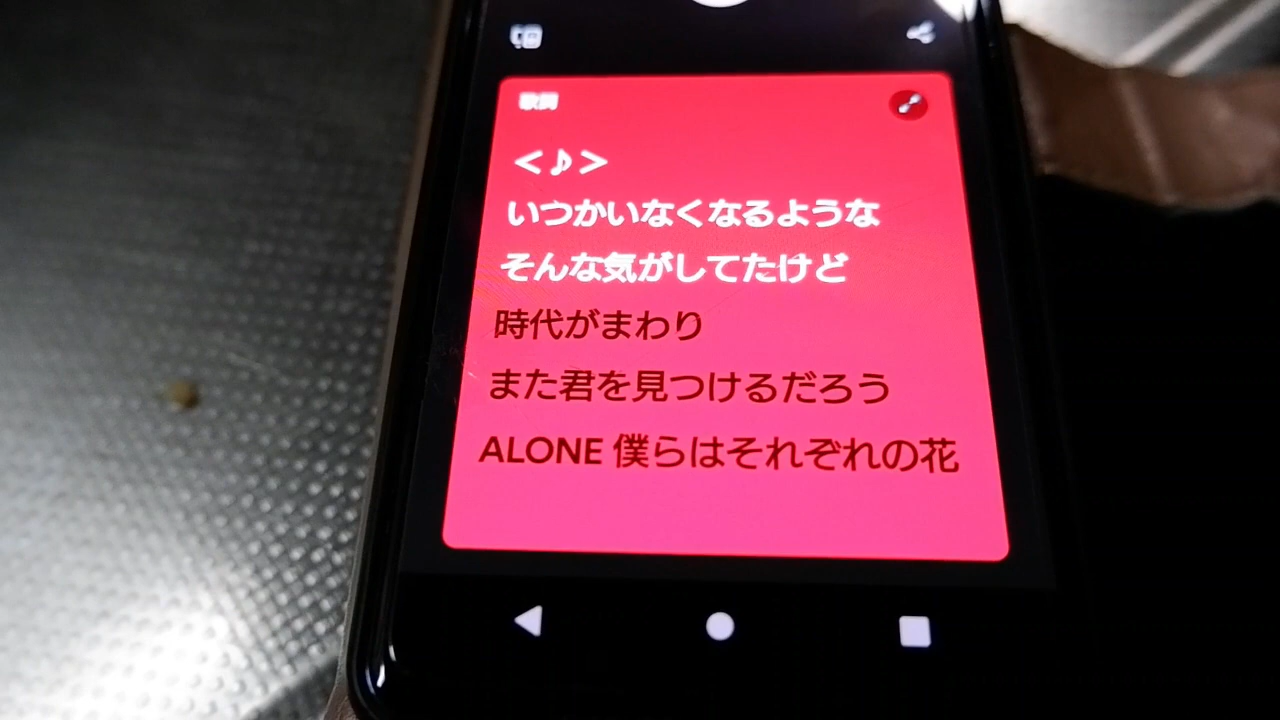 歌詞
<♪>
いつかいなくなるような
そんな気がしてたけど
時代がまわり
また君を見つけるだろう
ALONE 僕らはそれぞれの花